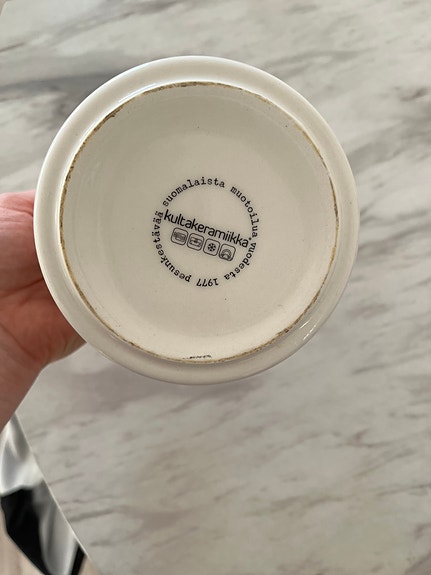 pesunkestävää suomalaista muotoilua vuodesta 1977
kultakeramiikka®